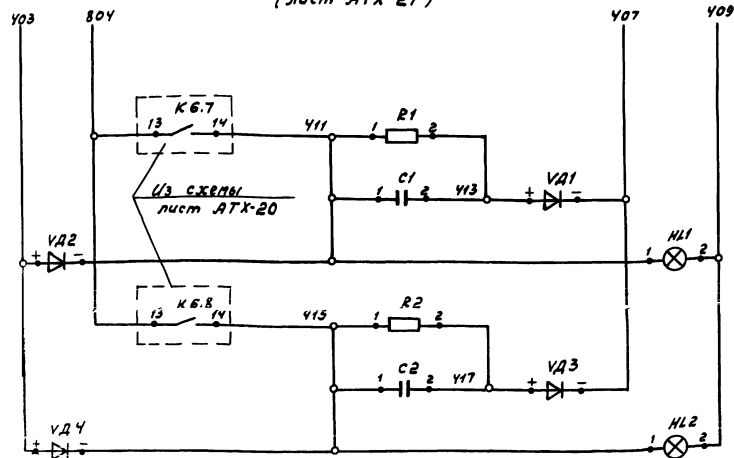 (лист АТХ-21)
403
804
407
409
К6.7
13
14
411
1
R1
2
Из схемы
лист АТХ-20
1
С1
2
413
+
VД1
-
+
VД2
-
1
HL1
2
К6.8
13
14
415
1
R2
2
1
С2
2
417
+
VД3
-
+
VД4
-
1
HL2
2